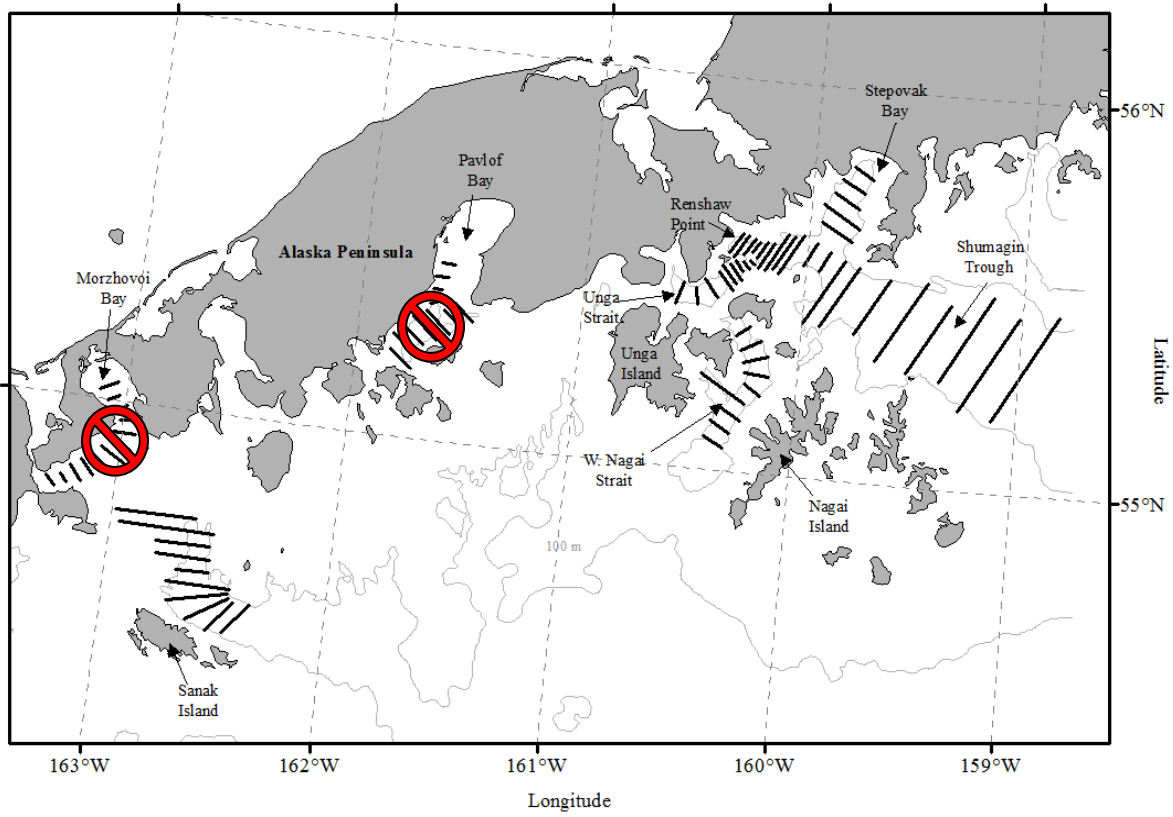 Stepovak
Bay
56°N
Pavlof
Bay
Renshaw
Point
Alaska Peninsula
Shumagin
Trough
Morzhovoi
Bay
Unga
Strait
Unga
Island
Latitude
W. Nagai
Strait
Nagai
Island
55°N
100 m
Sanak
Island
163°W
162°W
161°W
160°W
159°W
Longitude